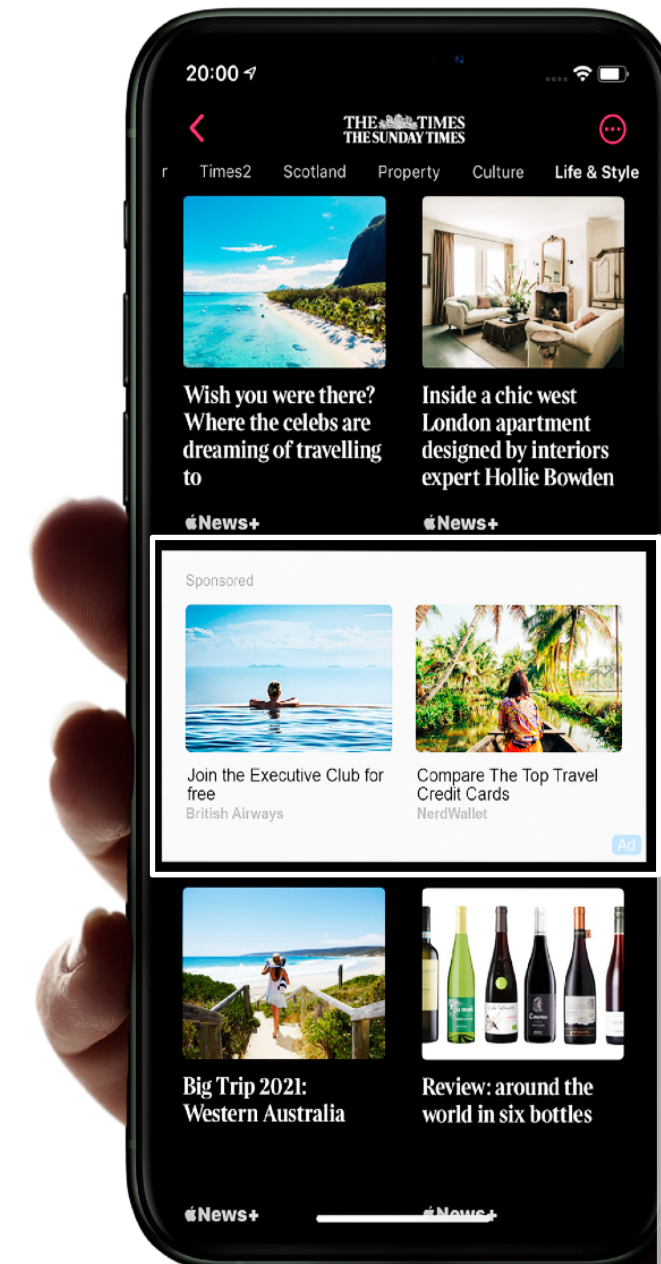 20:00
THE TIMES
THE SUNDAY TIMES
r Times2 Scotland Property Culture Life & Style
Wish you were there?
Where the celebs are
dreaming of travelling
to
News+
Inside a chic west
London apartment
designed by interiors
expert Hollie Bowden
News+
Sponsored
Join the Executive Club for
free
British Airways
Compare The Top Travel
Credit Cards
NerdWallet
Ad
Big Trip 2021:
Western Australia
News+
Review: around the
world in six bottles
News+